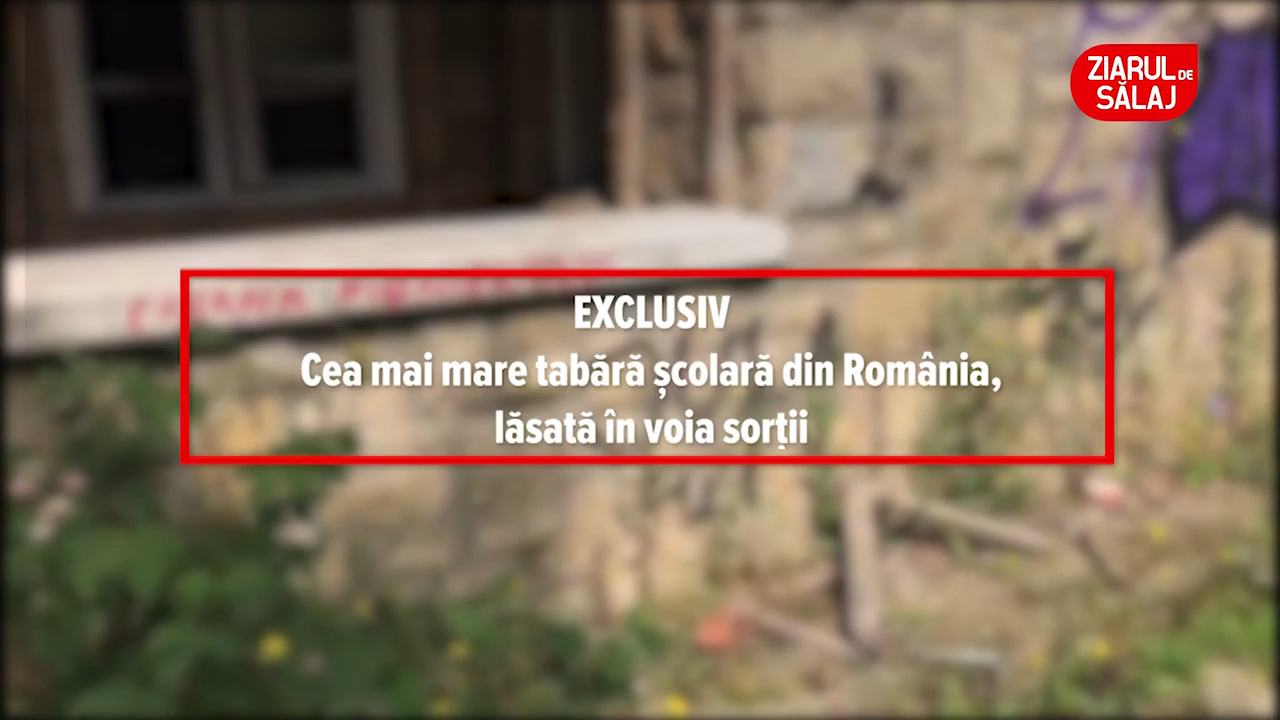 ZIARUL DE
SĂLAJ
EXCLUSIV
Cea mai mare tabără școlară din România,
lăsată în voia sorții